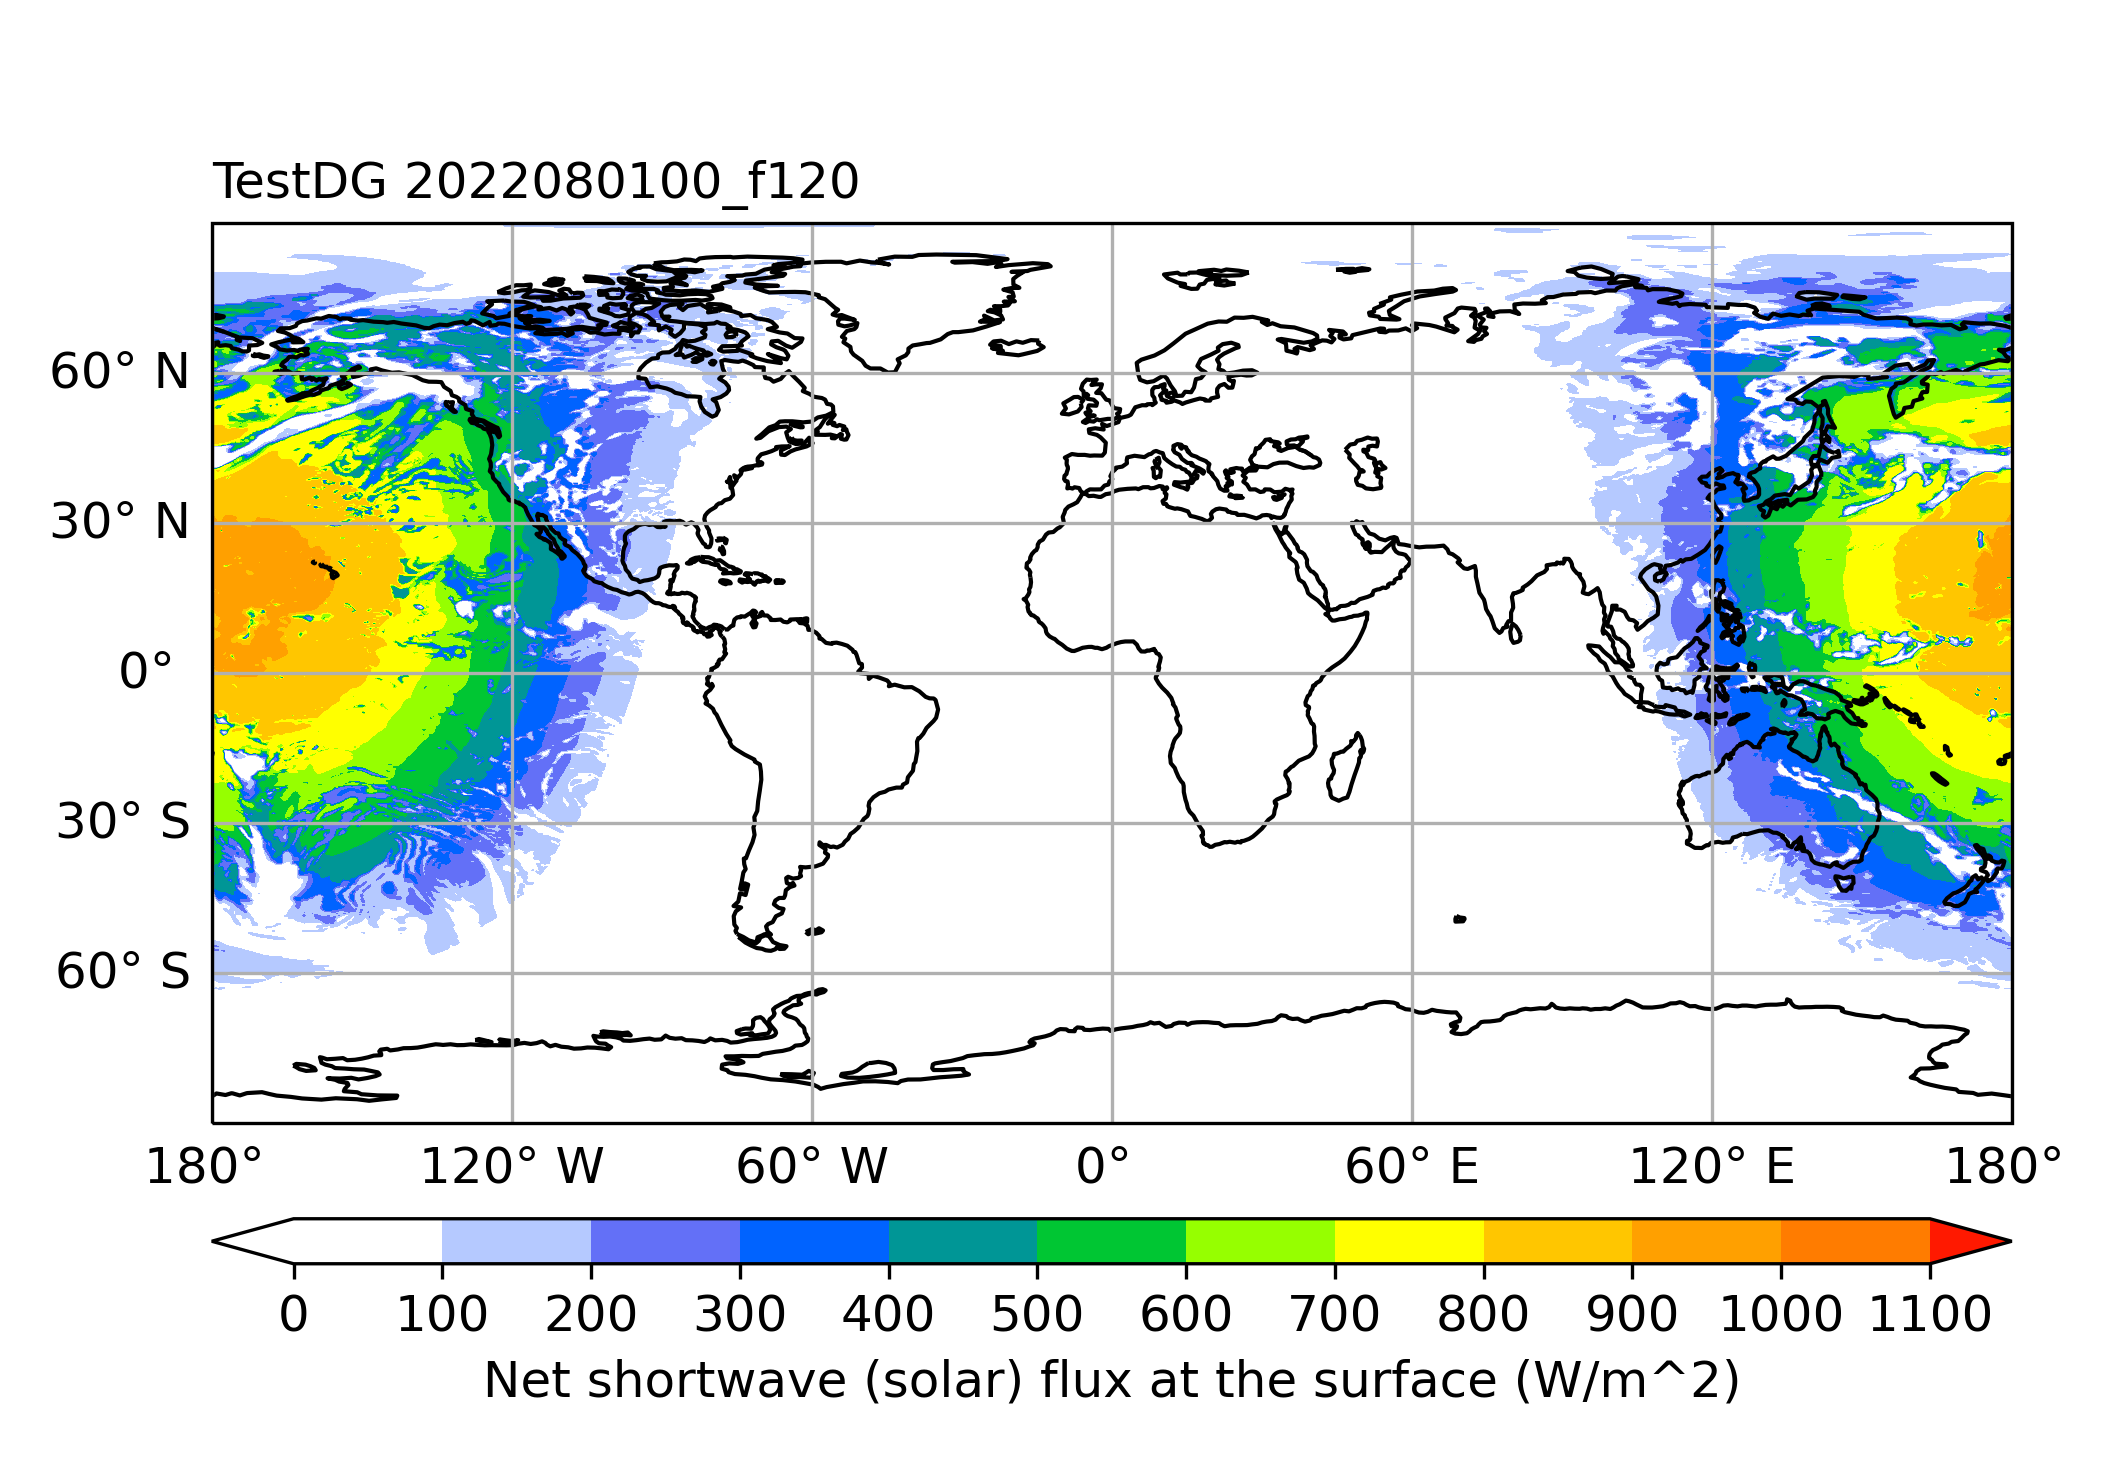 TestDG 2022080100_f120
60° N
30° N
0°
30° S
60° S
180° 120° W 60° W 0° 60° E 120° E 180°
0 100 200 300 400 500 600 700 800 900 1000 1100
Net shortwave (solar) flux at the surface (W/m^2)